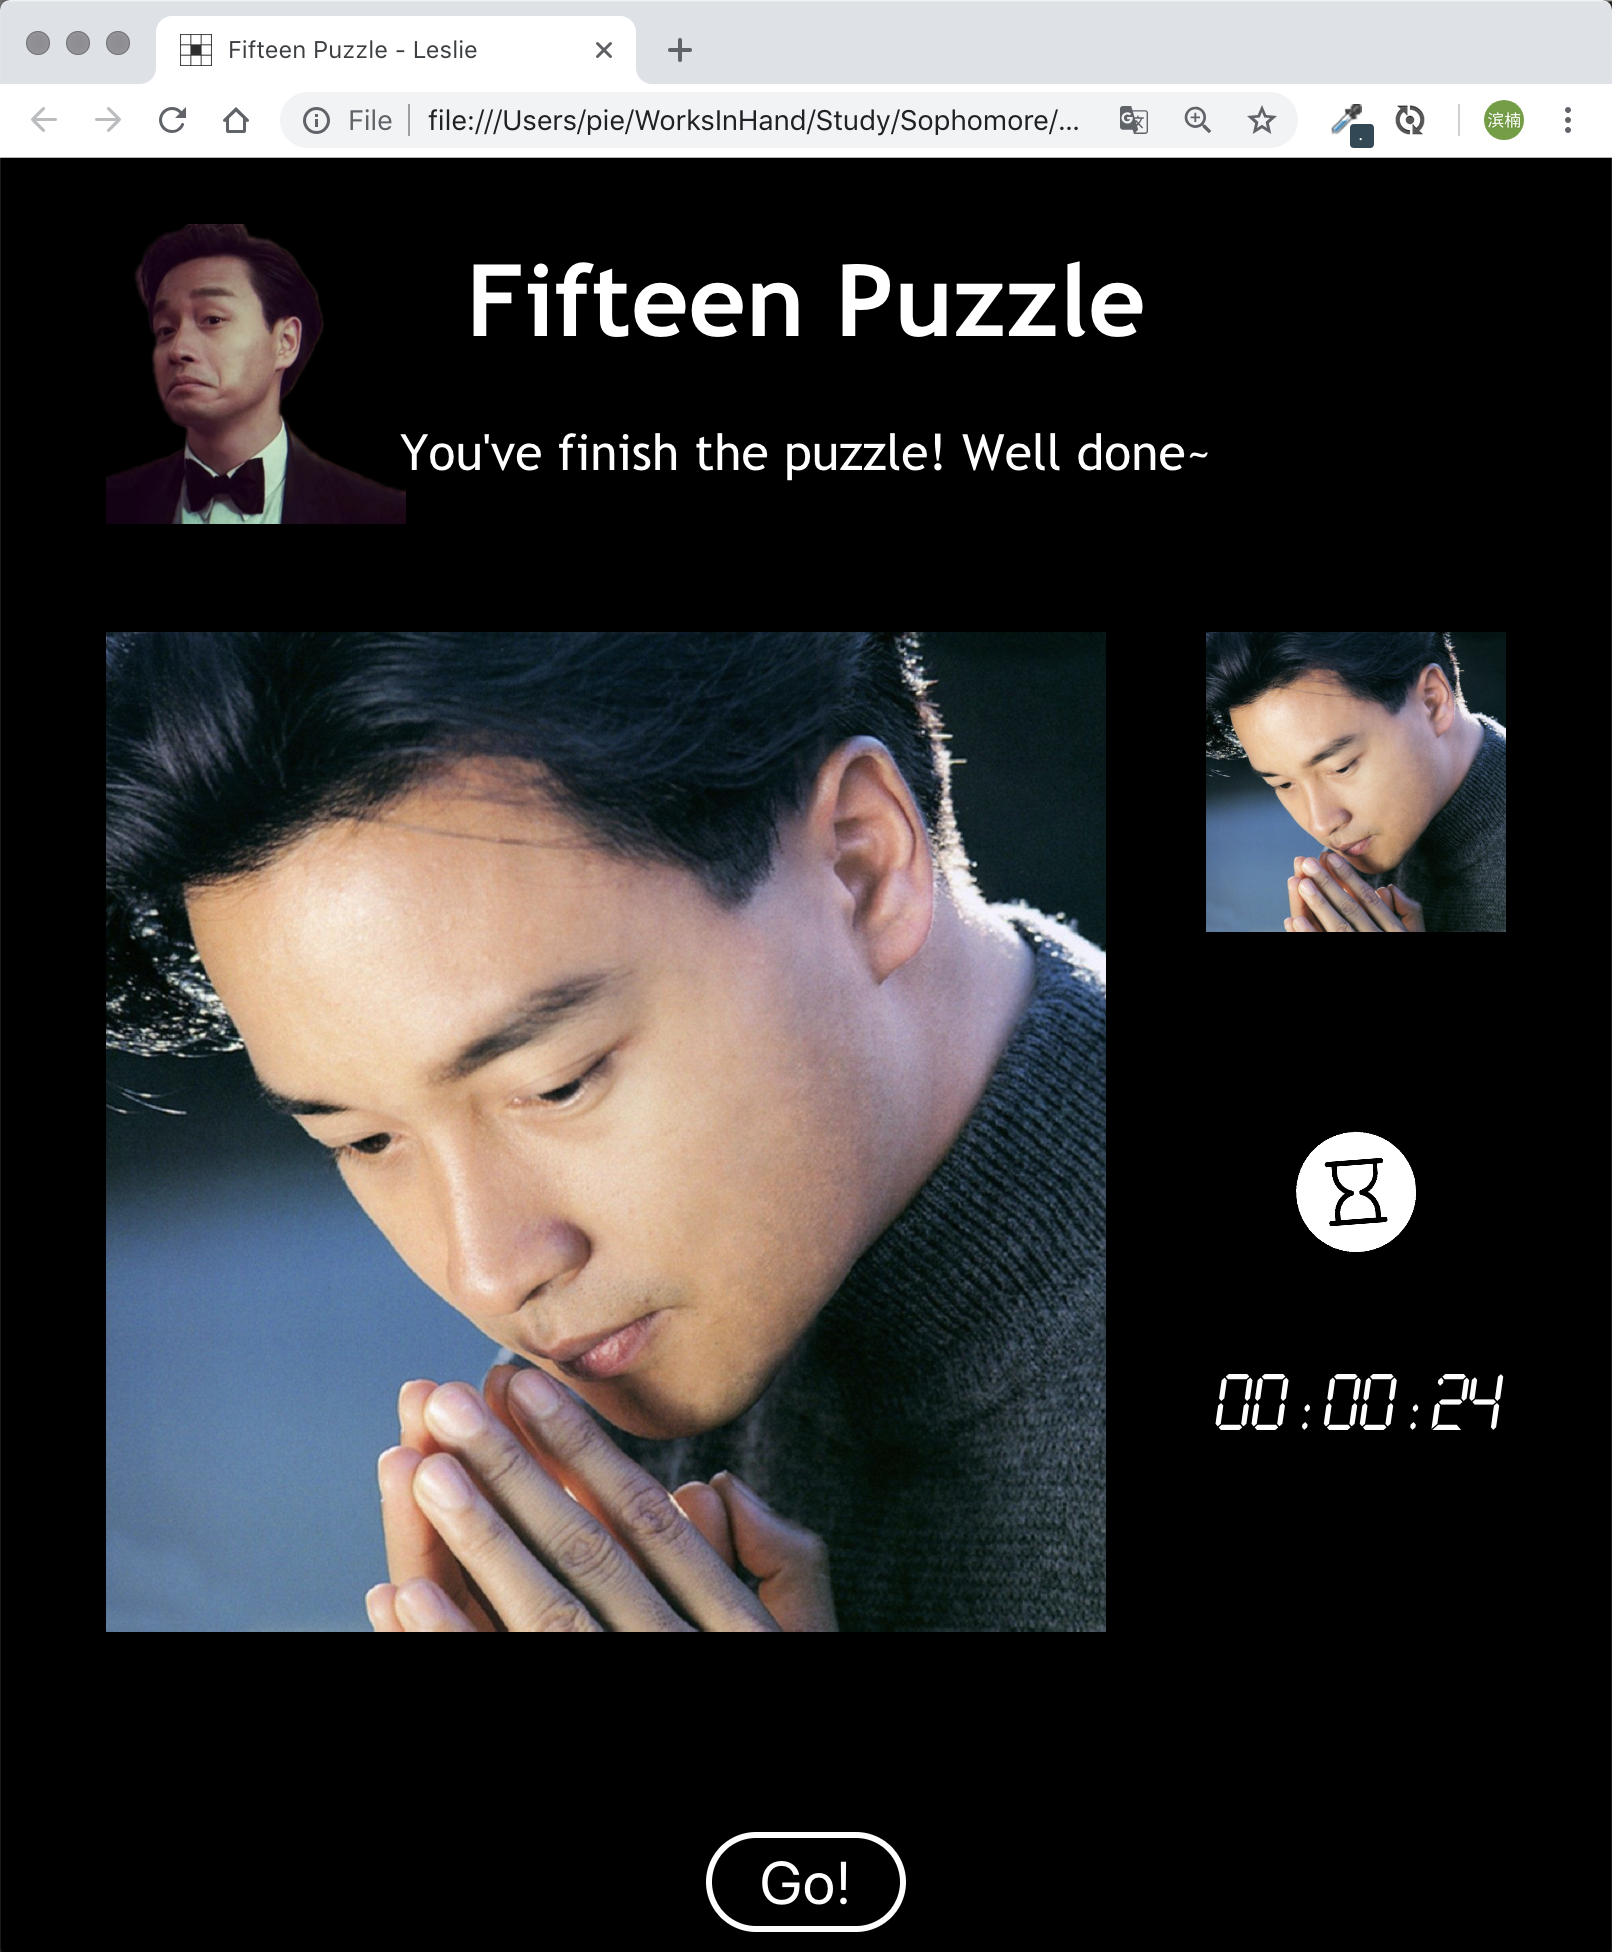 Fifteen Puzzle - Leslie
File
file:///Users/pie/WorksInHand/Study/Sophomore/...
滨楠
Fifteen Puzzle
You've finish the puzzle! Well done~
00:00:24
Go!